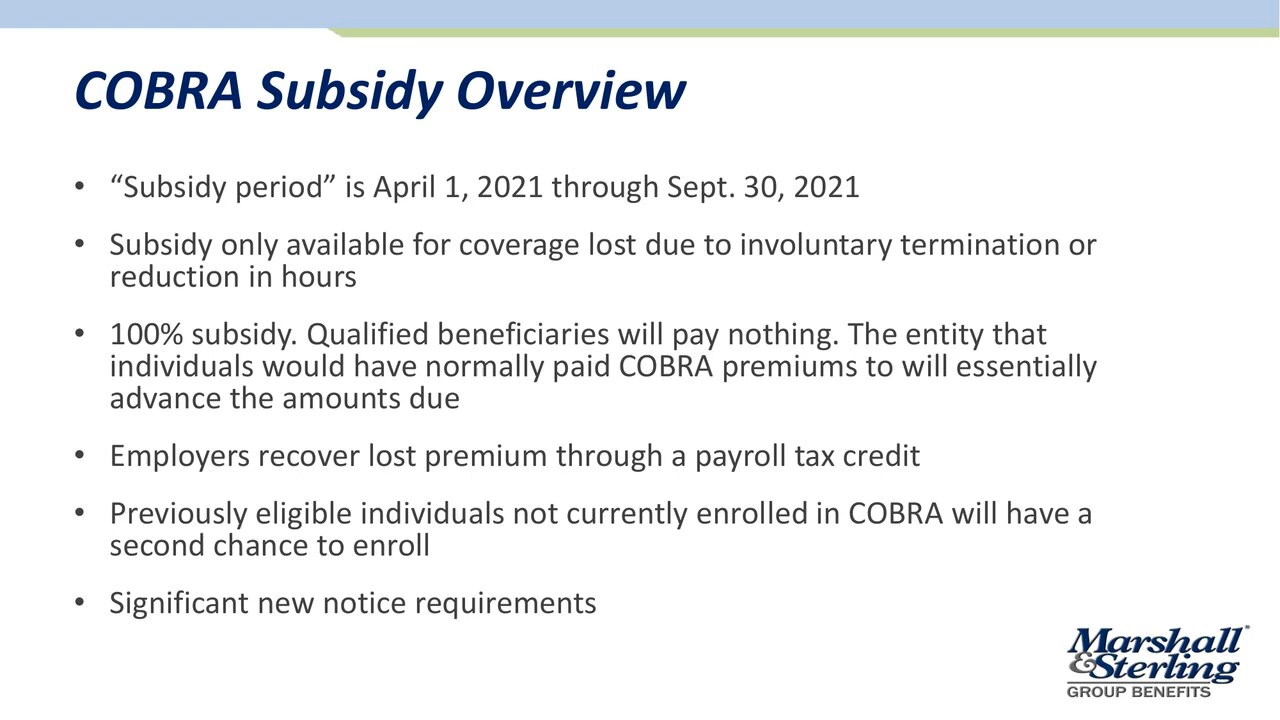 COBRA Subsidy Overview
• “Subsidy period” is April 1, 2021 through Sept. 30, 2021
• Subsidy only available for coverage lost due to involuntary termination or
reduction in hours
• 100% subsidy. Qualified beneficiaries will pay nothing. The entity that
individuals would have normally paid COBRA premiums to will essentially
advance the amounts due
• Employers recover lost premium through a payroll tax credit
• Previously eligible individuals not currently enrolled in COBRA will have a
second chance to enroll
• Significant new notice requirements
Marshall
&Sterling
GROUP BENEFITS